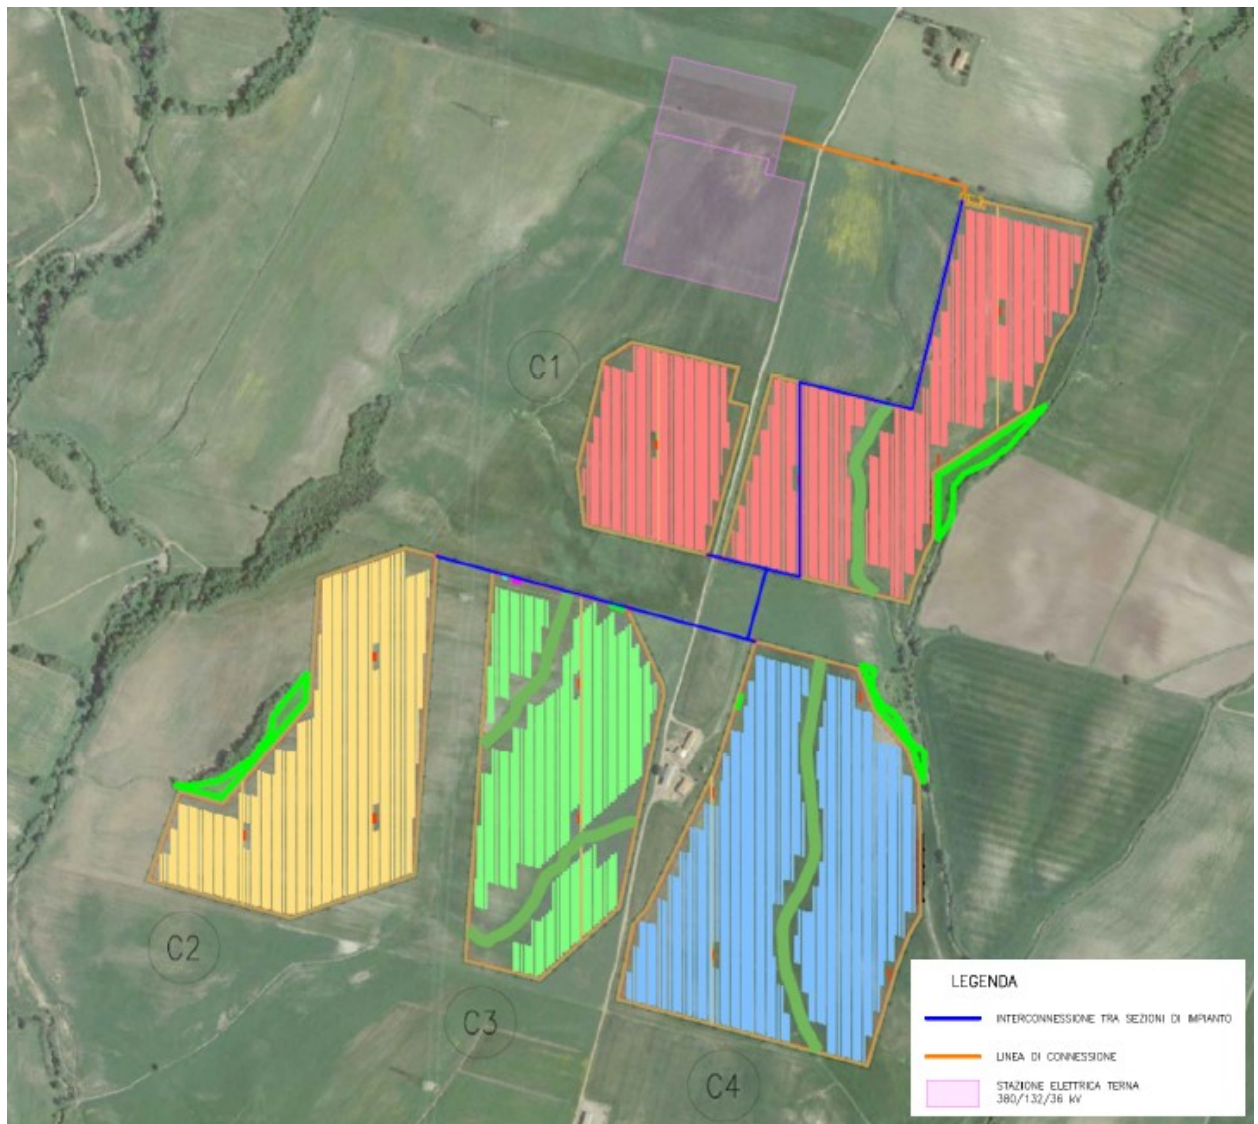 C1
C2
C3
C4
LEGENDA
INTERCONNESSIONE TRA SEZIONI DI IMPIANTO
LINEA DI CONNESSIONE
STAZIONE ELETTRICA TERNA
380/132/36 kV